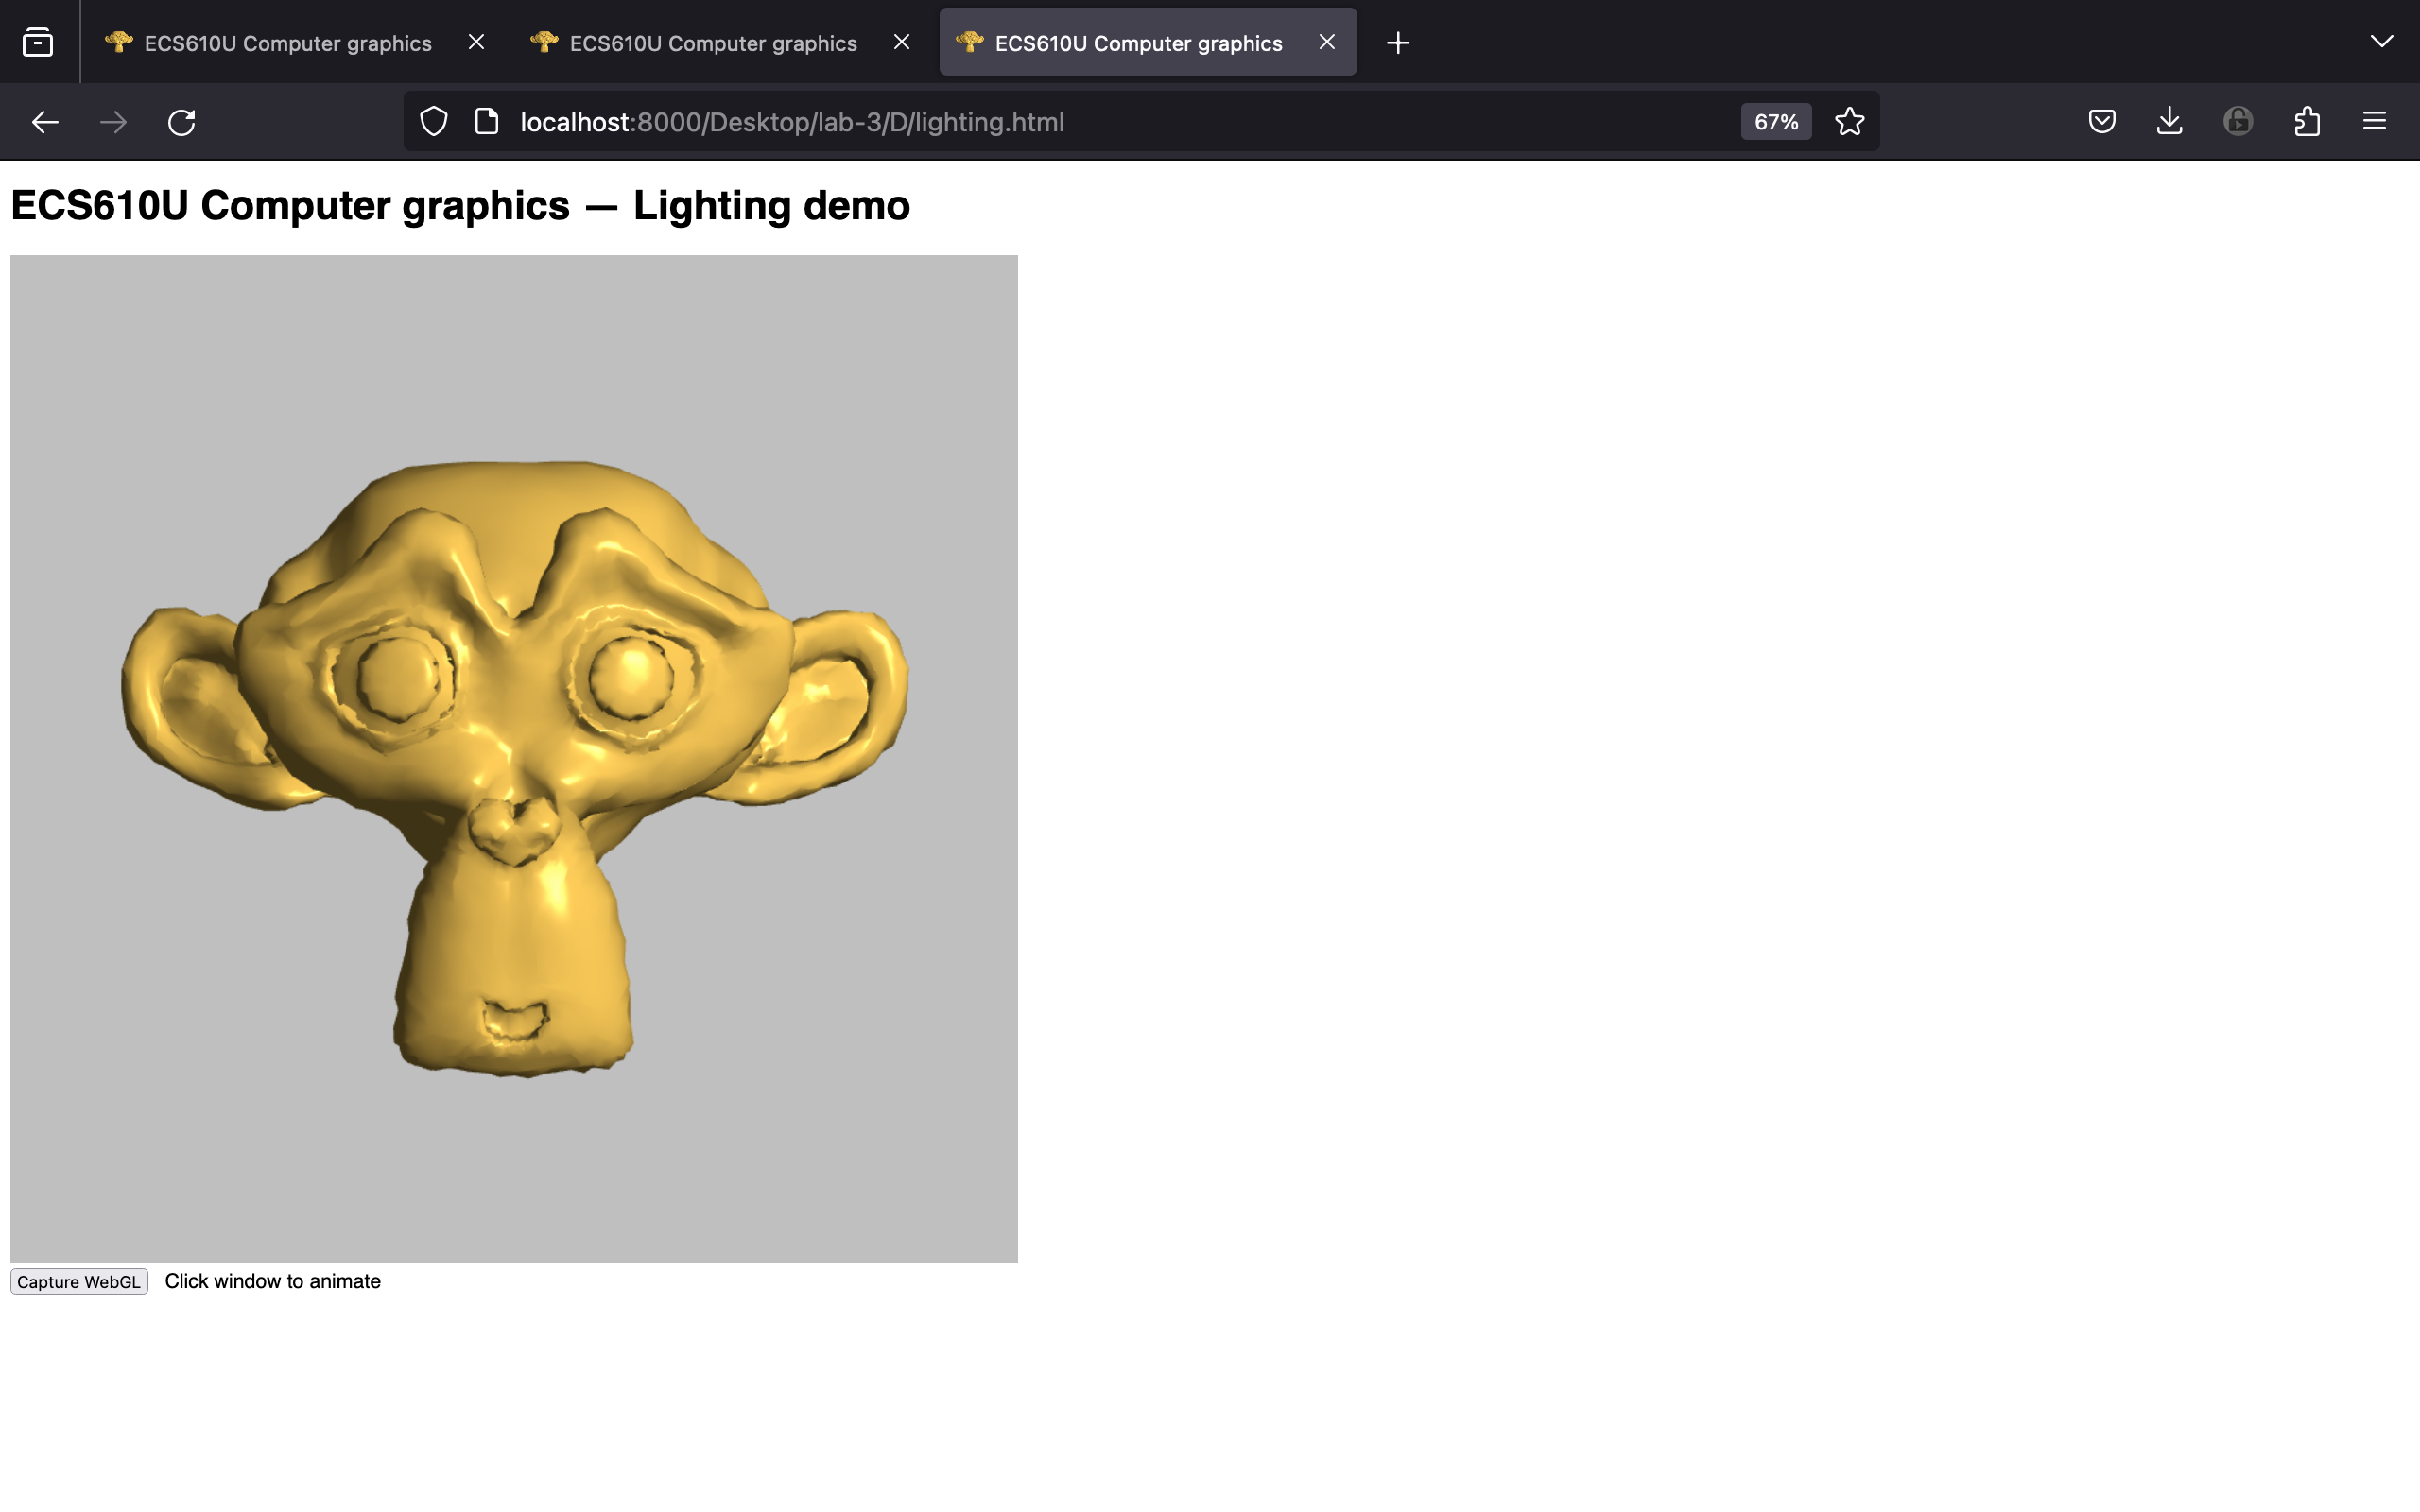 ECS610U Computer graphics
ECS610U Computer graphics
ECS610U Computer graphics
localhost:8000/Desktop/lab-3/D/lighting.html
67%
ECS610U Computer graphics — Lighting demo
Capture WebGL
Click window to animate